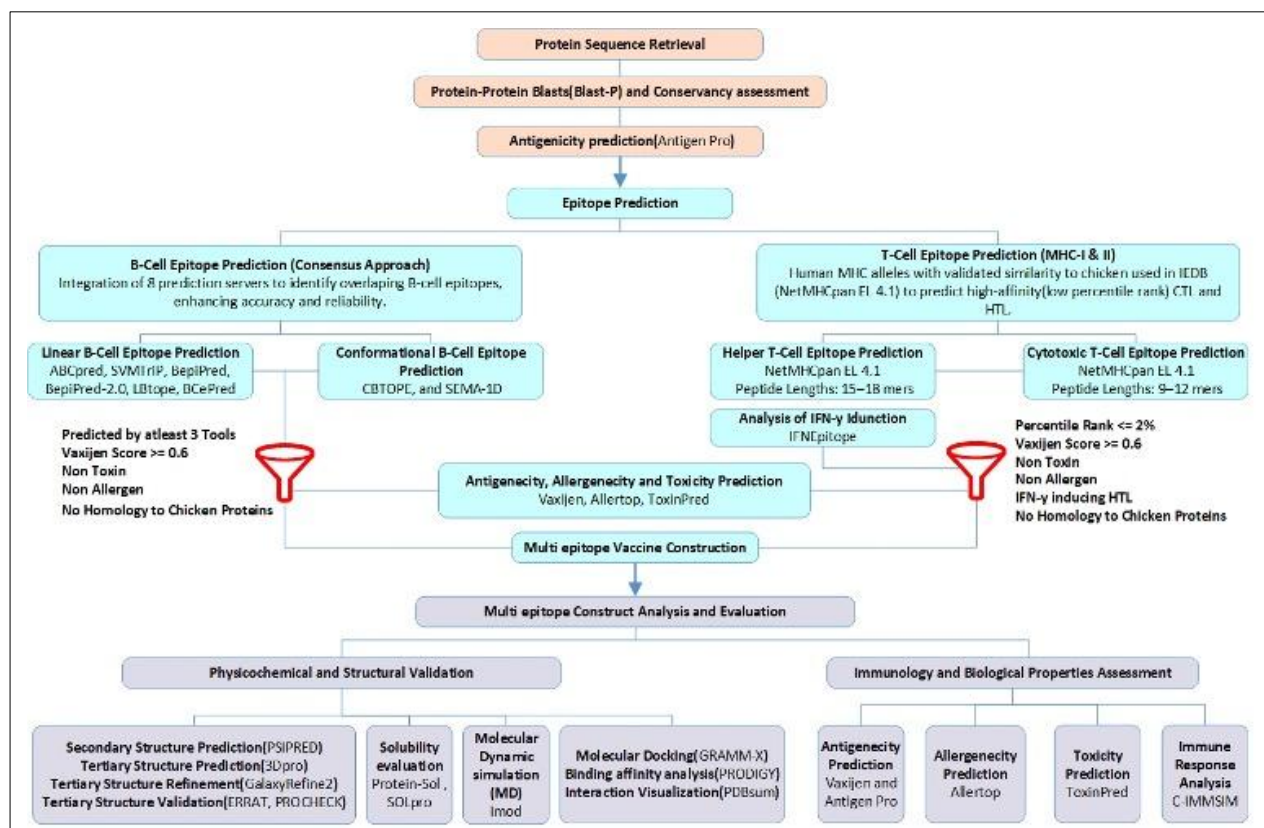 Protein Sequence Retrieval
Protein-Protein Blasts(Blast-P) and Conservancy assessment
Antigenicity prediction(Antigen Pro)
Epitope Prediction
B-Cell Epitope Prediction (Consensus Approach)
Integration of 8 prediction servers to identify overlaping B-cell epitopes,
enhancing accuracy and reliability.
T-Cell Epitope Prediction (MHC-I & II)
Human MHC alleles with validated similarity to chicken used in IEDB
(NetMHCpan EL 4.1) to predict high-affinity(low percentile rank) CTL and
HTL.
Linear B-Cell Epitope Prediction
ABCpred, SVMTriP, BepiPred,
BepiPred-2.0, LBtope, BCePred
Conformational B-Cell Epitope
Prediction
CBTOPE, and SEMA-1D
Helper T-Cell Epitope Prediction
NetMHCpan EL 4.1
Peptide Lengths: 15–18 mers
Cytotoxic T-Cell Epitope Prediction
NetMHCpan EL 4.1
Peptide Lengths: 9–12 mers
Analysis of IFN-γ Idunction
IFNEpitope
Predicted by atleast 3 Tools
Vaxijen Score >= 0.6
Non Toxin
Non Allergen
No Homology to Chicken Proteins
Percentile Rank <= 2%
Vaxijen Score >= 0.6
Non Toxin
Non Allergen
IFN-γ inducing HTL
No Homology to Chicken Proteins
Antigenecity, Allergenecity and Toxicity Prediction
Vaxijen, Allertop, ToxinPred
Multi epitope Vaccine Construction
Multi epitope Construct Analysis and Evaluation
Physicochemical and Structural Validation
Immunology and Biological Properties Assessment
Secondary Structure Prediction(PSIPRED)
Tertiary Structure Prediction(3Dpro)
Tertiary Structure Refinement(GalaxyRefine2)
Tertiary Structure Validation(ERRAT, PROCHECK)
Solubility
evaluation
Protein-Sol ,
SOLpro
Molecular
Dynamic
simulation
(MD)
Imod
Molecular Docking(GRAMM-X)
Binding affinity analysis(PRODIGY)
Interaction Visualization(PDBsum)
Antigenecity
Prediction
Vaxijen and
Antigen Pro
Allergenecity
Prediction
Allertop
Toxicity
Prediction
ToxinPred
Immune
Response
Analysis
C-IMMSIM